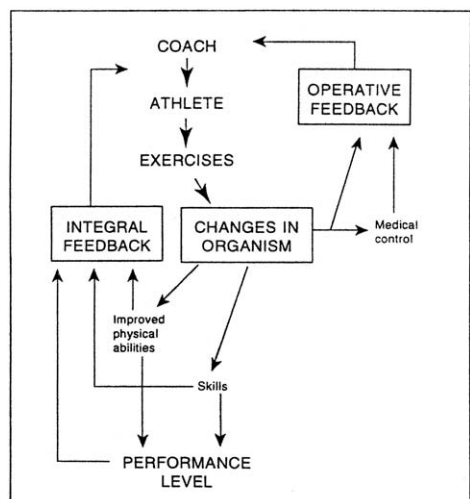 COACH
OPERATIVE
FEEDBACK
ATHLETE
EXERCISES
INTEGRAL
FEEDBACK
CHANGES IN
ORGANISM
Medical
control
Improved
physical
abilities
Skills
PERFORMANCE
LEVEL